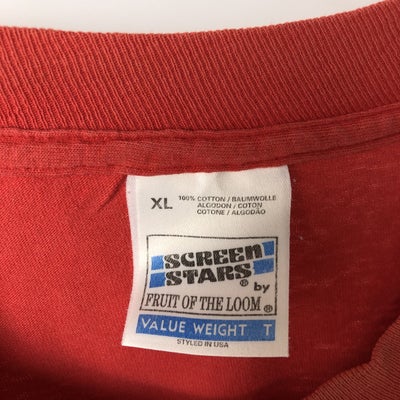 XL 100% COTTON / BAUMWOLLE
ALGODON / COTON
COTONE / ALGODÃO
SCREEN
STARS®
by
FRUIT OF THE LOOM®
VALUE WEIGHT T
STYLED IN USA